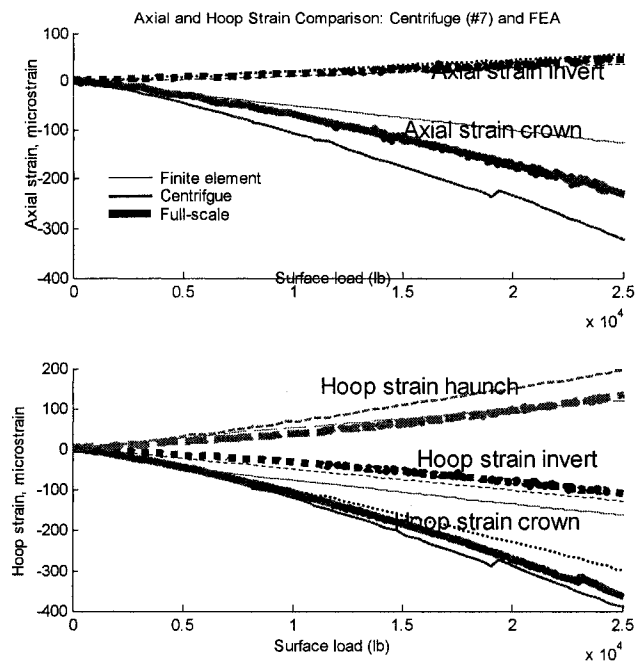 Axial and Hoop Strain Comparison: Centrifuge (#7) and FEA
100
0
-100
-200
-300
-400
Axial strain, microstrain
Axial strain invert
Axial strain crown
Finite element
Centrifgue
Full-scale
0
0.5
1
1.5
2
2.5
Surface load (lb)
x 10^4
200
100
0
-100
-200
-300
-400
Hoop strain, microstrain
Hoop strain haunch
Hoop strain invert
Hoop strain crown
0
0.5
1
1.5
2
2.5
Surface load (lb)
x 10^4